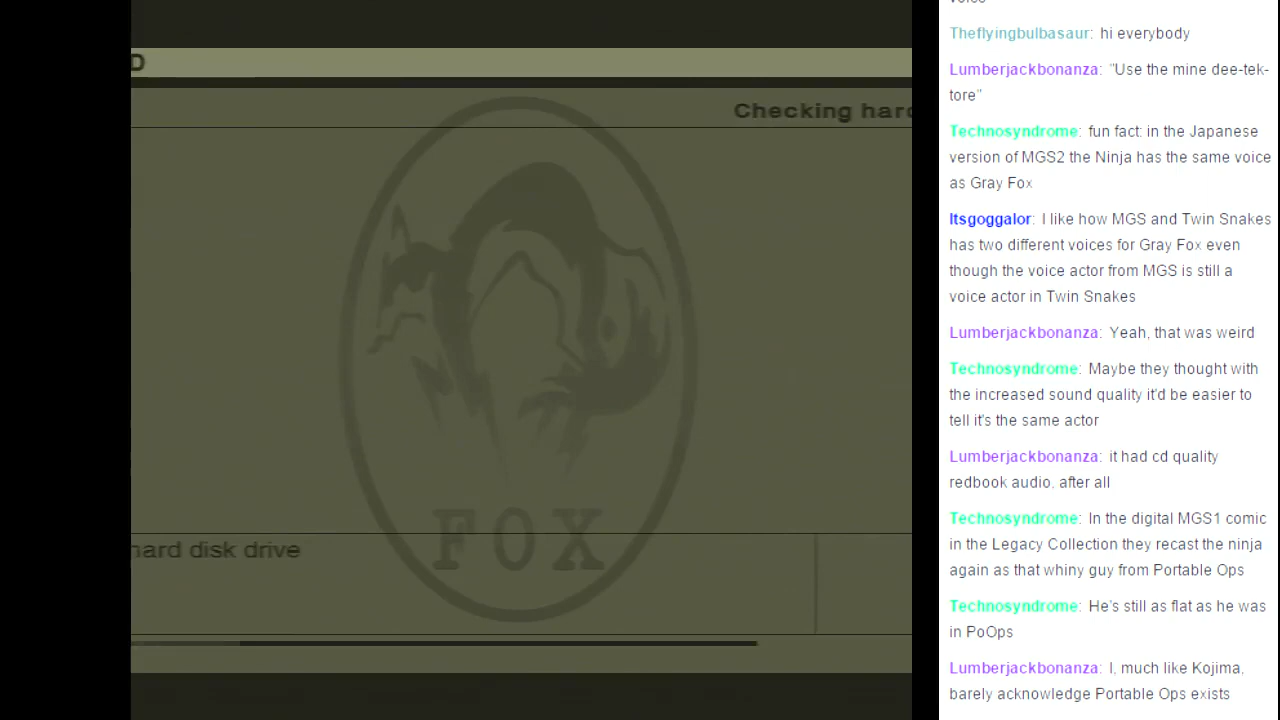 D
Checking hard
hard disk drive
FOX
voice
Theflyingbulbasaur: hi everybody
Lumberjackbonanza: "Use the mine dee-tek-
tore"
Technosyndrome: fun fact: in the Japanese
version of MGS2 the Ninja has the same voice
as Gray Fox
Itsgoggalor: I like how MGS and Twin Snakes
has two different voices for Gray Fox even
though the voice actor from MGS is still a
voice actor in Twin Snakes
Lumberjackbonanza: Yeah, that was weird
Technosyndrome: Maybe they thought with
the increased sound quality it'd be easier to
tell it's the same actor
Lumberjackbonanza: it had cd quality
redbook audio, after all
Technosyndrome: In the digital MGS1 comic
in the Legacy Collection they recast the ninja
again as that whiny guy from Portable Ops
Technosyndrome: He's still as flat as he was
in PoOps
Lumberjackbonanza: I, much like Kojima,
barely acknowledge Portable Ops exists